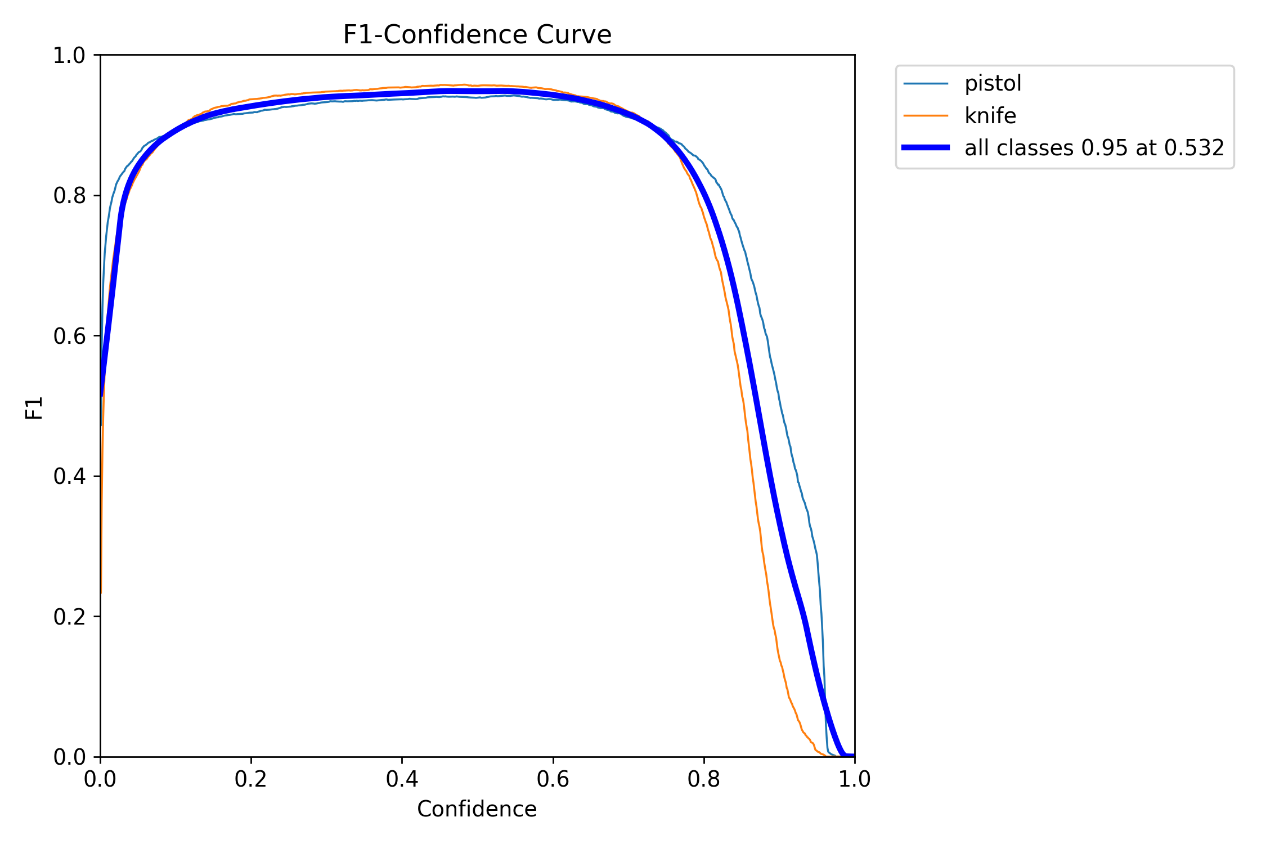 F1-Confidence Curve
1.0
0.8
0.6
0.4
0.2
0.0
F1
0.0 0.2 0.4 0.6 0.8 1.0
Confidence
pistol
knife
all classes 0.95 at 0.532